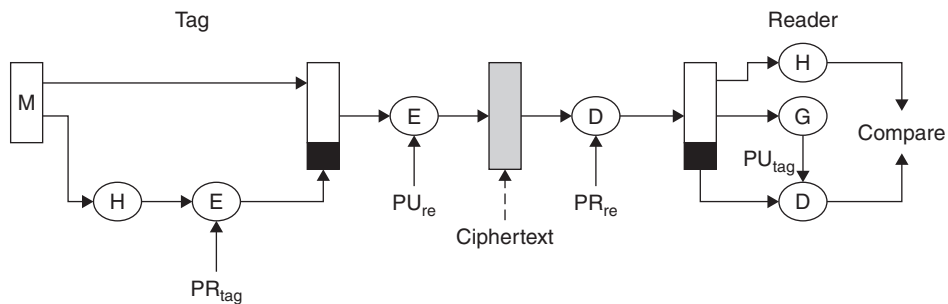 Tag
Reader
M
H
E
PR_tag
E
PU_re
Ciphertext
D
PR_re
H
G
PU_tag
D
Compare